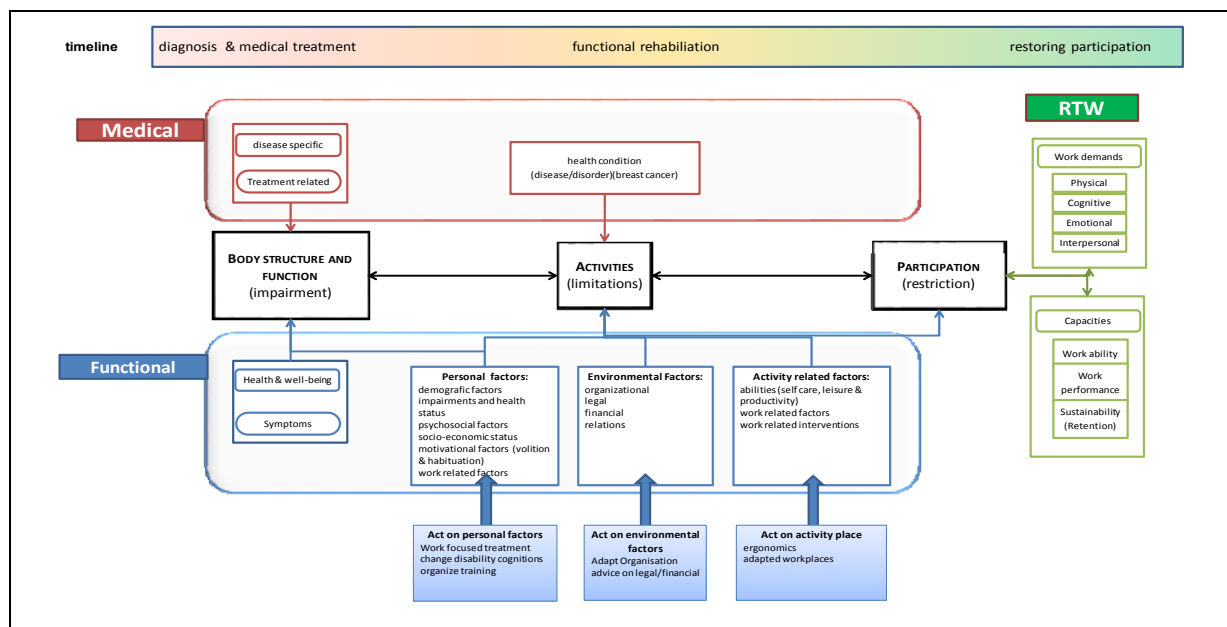 timeline
diagnosis & medical treatment
functional rehabiliation
restoring participation
Medical
disease specific
Treatment related
health condition
(disease/disorder)(breast cancer)
RTW
Work demands
Physical
Cognitive
Emotional
Interpersonal
BODY STRUCTURE AND
FUNCTION
(impairment)
ACTIVITIES
(limitations)
PARTICIPATION
(restriction)
Capacities
Work ability
Work
performance
Sustainability
(Retention)
Functional
Health & well-being
Symptoms
Personal factors:
demografic factors
impairments and health
status
psychosocial factors
socio-economic status
motivational factors (volition
& habituation)
work related factors
Environmental Factors:
organizational
legal
financial
relations
Activity related factors:
abilities (self care, leisure &
productivity)
work related factors
work related interventions
Act on personal factors
Work focused treatment
change disability cognitions
organize training
Act on environmental
factors
Adapt Organisation
advice on legal/financial
Act on activity place
ergonomics
adapted workplaces